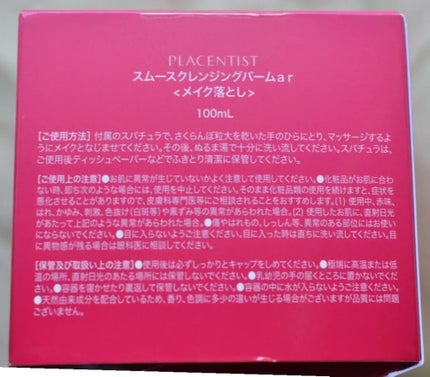 PLACENTIST
スムースクレンジングバームar
<メイク落とし>
100mL
[ご使用方法] 付属のスパチュラで、さくらんぼ粒大を乾いた手のひらにとり、マッサージするよう
にメイクとなじませてください。その後、ぬるま湯で十分に洗い流してください。スパチュラは、
ご使用後ティッシュペーパーなどでふきとり清潔に保管してください。
[ご使用上の注意]●お肌に異常が生じていないかよく注意して使用してください。●化粧品がお肌に合わ
ない時、即ち次のような場合には、使用を中止してください。そのまま化粧品類の使用を続けますと、症状を
悪化させることがありますので、皮膚科専門医等にご相談されることをおすすめします。(1) 使用中、赤味、
はれ、かゆみ、刺激、色抜け(白斑等)や黒ずみ等の異常があらわれた場合。(2) 使用したお肌に、直射日光
があたって上記のような異常があらわれた場合。●傷やはれもの、しっしん等、異常のある部位にはお使い
にならないでください。●目に入らないようご注意ください。目に入った時は直ちに洗い流してください。目
に異物感が残る場合は眼科医に相談してください。
[保管及び取扱い上の注意]●使用後は必ずしっかりとキャップをしめてください。●極端に高温または低
温の場所、直射日光のあたる場所には保管しないでください。●乳幼児の手の届くところに置かないでくだ
さい。●容器を寝かせたり裏返して保管しないでください。●容器の中に水が入らないようご注意ください。
●天然由来成分を配合しているため、香り、色調に多少の違いが生じる場合がございますが品質には問題
ございません。